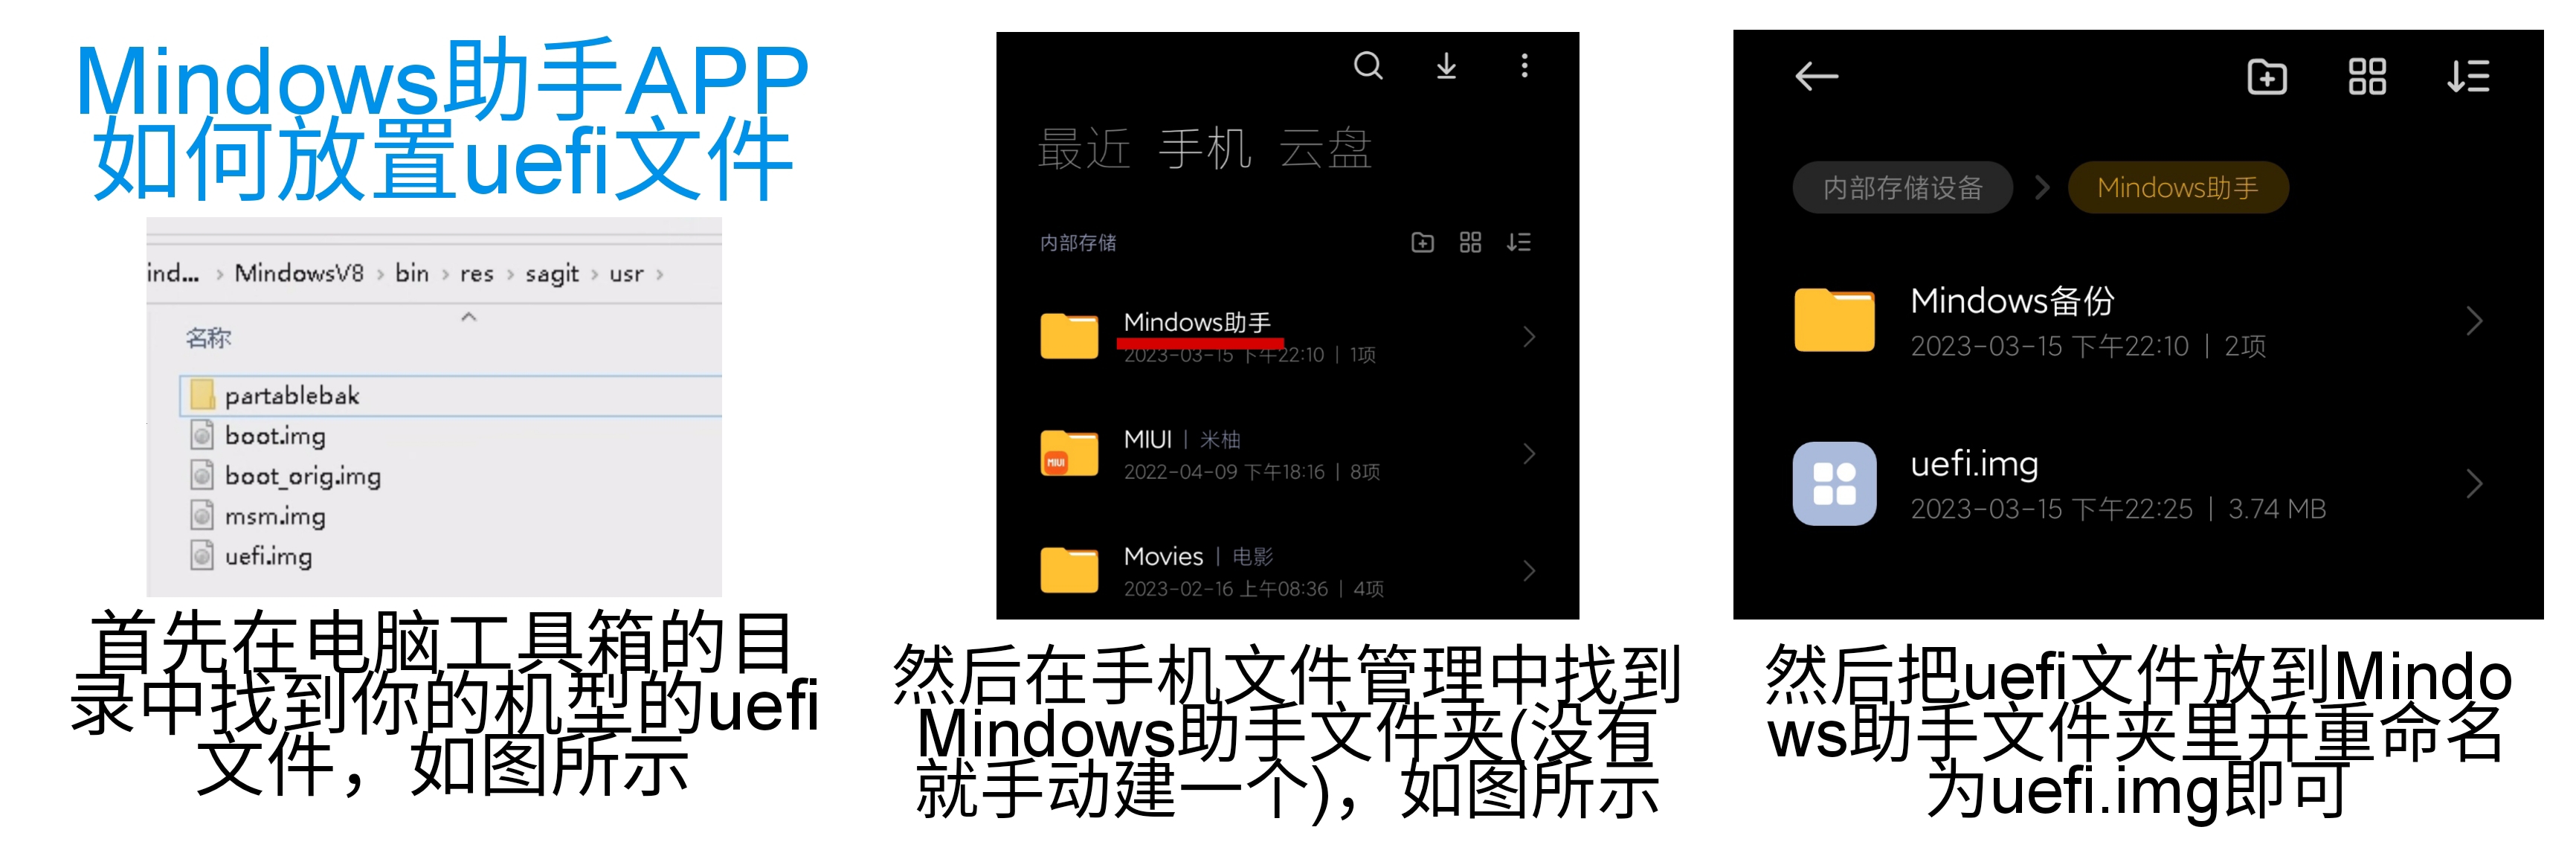 Mindows助手APP
如何放置uefi文件
ind... › MindowsV8 › bin › res › sagit › usr ›
名称
partablebak
boot.img
boot_orig.img
msm.img
uefi.img
首先在电脑工具箱的目
录中找到你的机型的uefi
文件，如图所示
最近 手机 云盘
内部存储
Mindows助手
2023-03-15 下午22:10 | 1项
MIUI | 米柚
MIUI
2022-04-09 下午18:16 | 8项
Movies | 电影
2023-02-16 上午08:36 | 4项
然后在手机文件管理中找到
Mindows助手文件夹(没有
就手动建一个)，如图所示
内部存储设备 Mindows助手
Mindows备份
2023-03-15 下午22:10 | 2项
uefi.img
2023-03-15 下午22:25 | 3.74 MB
然后把uefi文件放到Mindo
ws助手文件夹里并重命名
为uefi.img即可